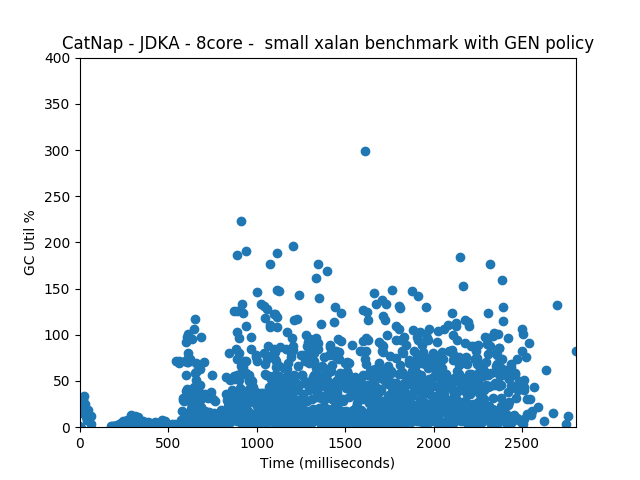 CatNap - JDKA - 8core -  small xalan benchmark with GEN policy
400
350
300
250
200
150
100
50
0
GC Util %
0 500 1000 1500 2000 2500
Time (milliseconds)